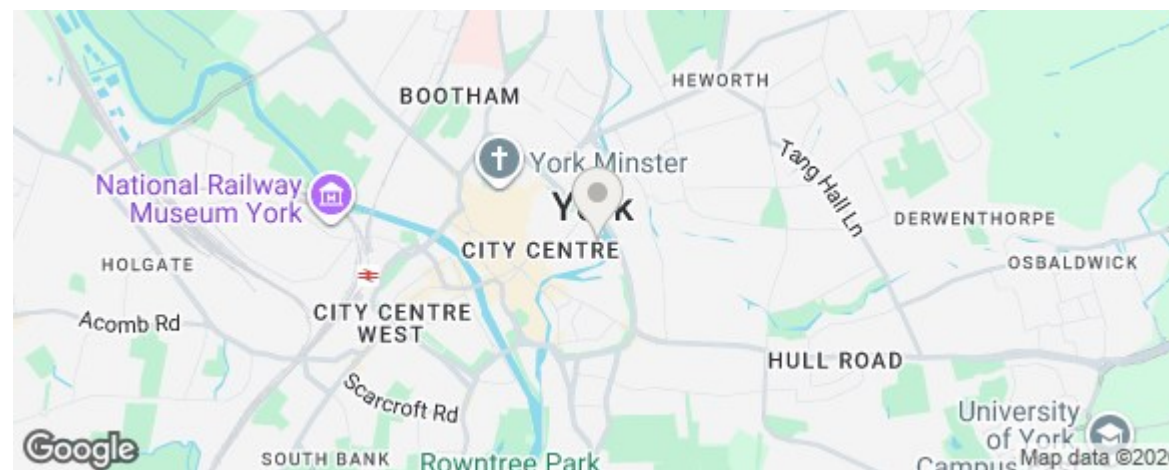 HEWORTH
BOOTHAM
York Minster
Tang Hall Ln
National Railway
Museum York
York
DERWENTHORPE
CITY CENTRE
HOLGATE
OSBALDWICK
CITY CENTRE
WEST
Acomb Rd
HULL ROAD
Scarcroft Rd
University
of York
Google
SOUTH BANK
Rowntree Park
Map data ©202